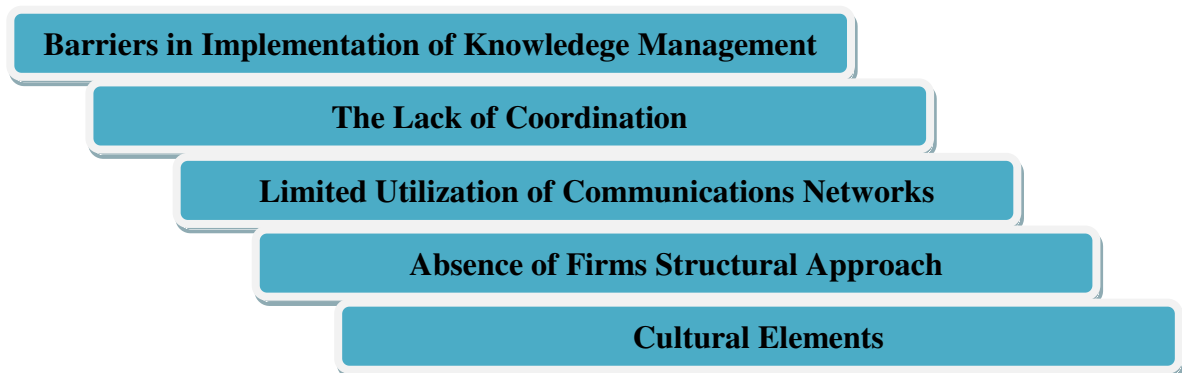 Barriers in Implementation of Knowledege Management
The Lack of Coordination
Limited Utilization of Communications Networks
Absence of Firms Structural Approach
Cultural Elements